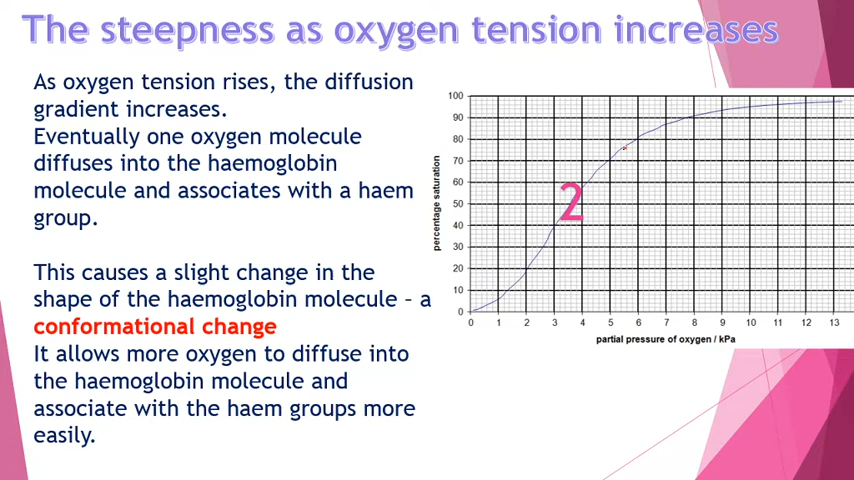 The steepness as oxygen tension increases
As oxygen tension rises, the diffusion
gradient increases.
Eventually one oxygen molecule
diffuses into the haemoglobin
molecule and associates with a haem
group.
This causes a slight change in the
shape of the haemoglobin molecule – a
conformational change
It allows more oxygen to diffuse into
the haemoglobin molecule and
associate with the haem groups more
easily.
percentage saturation
100
90
80
70
60
50
40
30
20
10
0
2
0 1 2 3 4 5 6 7 8 9 10 11 12 13
partial pressure of oxygen / kPa